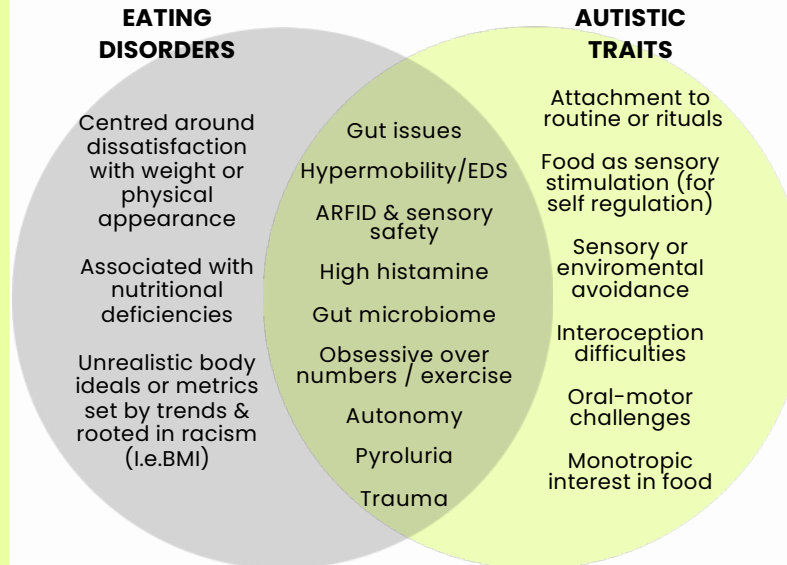 EATING
DISORDERS
Centred around
dissatisfaction
with weight or
physical
appearance
Associated with
nutritional
deficiencies
Unrealistic body
ideals or metrics
set by trends &
rooted in racism
(I.e.BMI)
Gut issues
Hypermobility/EDS
ARFID & sensory
safety
High histamine
Gut microbiome
Obsessive over
numbers / exercise
Autonomy
Pyroluria
Trauma
AUTISTIC
TRAITS
Attachment to
routine or rituals
Food as sensory
stimulation (for
self regulation)
Sensory or
enviromental
avoidance
Interoception
difficulties
Oral-motor
challenges
Monotropic
interest in food